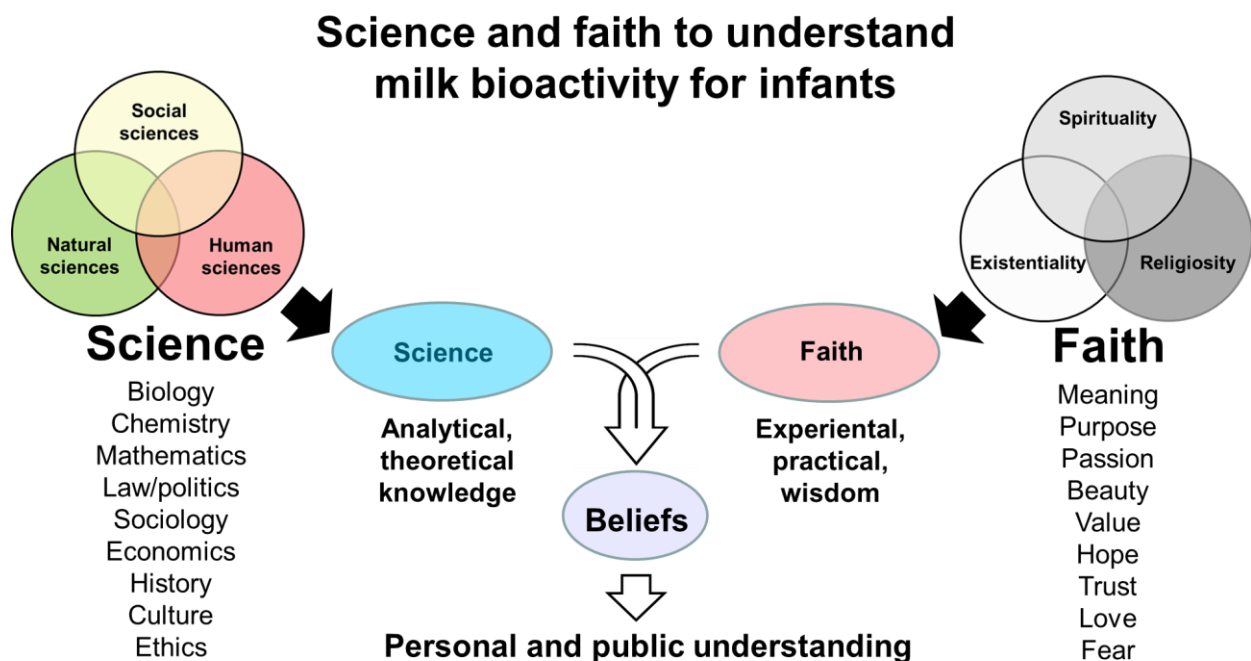 Science and faith to understand
milk bioactivity for infants
Social
sciences
Natural
sciences
Human
sciences
Spirituality
Existentiality
Religiosity
Science
Biology
Chemistry
Mathematics
Law/politics
Sociology
Economics
History
Culture
Ethics
Science
Analytical,
theoretical
knowledge
Faith
Experiental,
practical,
wisdom
Beliefs
Personal and public understanding
Faith
Meaning
Purpose
Passion
Beauty
Value
Hope
Trust
Love
Fear